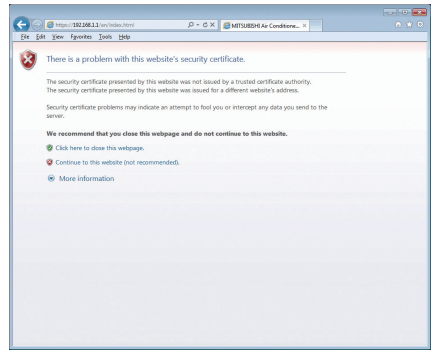 https://192.168.1.1/en/index.html
MITSUBISHI Air Conditione...
File Edit View Favorites Tools Help
There is a problem with this website's security certificate.
The security certificate presented by this website was not issued by a trusted certificate authority.
The security certificate presented by this website was issued for a different website's address.
Security certificate problems may indicate an attempt to fool you or intercept any data you send to the
server.
We recommend that you close this webpage and do not continue to this website.
Click here to close this webpage.
Continue to this website (not recommended).
More information